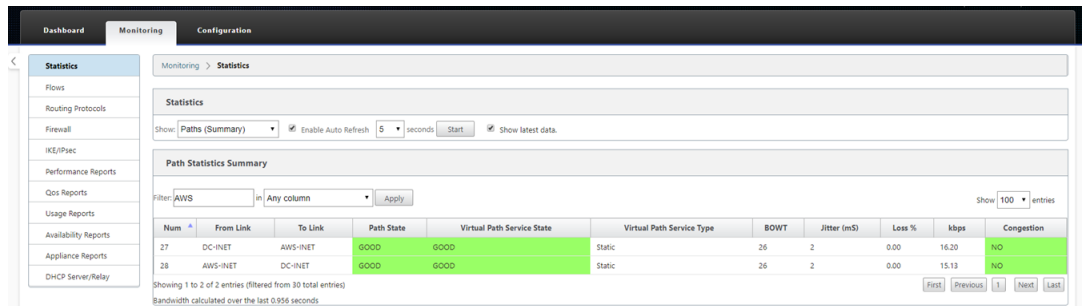 Dashboard Monitoring Configuration
Statistics
Flows
Routing Protocols
Firewall
IKE/IPsec
Performance Reports
Qos Reports
Usage Reports
Availability Reports
Appliance Reports
DHCP Server/Relay
Monitoring > Statistics
Statistics
Show: Paths (Summary) Enable Auto Refresh 5 seconds Start Show latest data.
Path Statistics Summary
Filter: AWS in Any column Apply Show 100 entries
Num From Link To Link Path State Virtual Path Service State Virtual Path Service Type BOWT Jitter (mS) Loss % kbps Congestion
27 DC-INET AWS-INET GOOD GOOD Static 26 2 0.00 16.20 NO
28 AWS-INET DC-INET GOOD GOOD Static 26 2 0.00 15.13 NO
Showing 1 to 2 of 2 entries (filtered from 30 total entries) First Previous 1 Next Last
Bandwidth calculated over the last 0.956 seconds